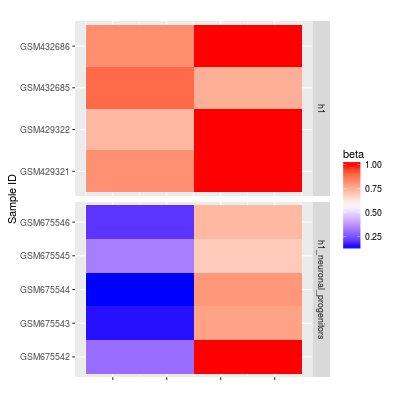 GSM432686
GSM432685
GSM429322
GSM429321
h1
GSM675546
GSM675545
GSM675544
GSM675543
GSM675542
h1_neuronal_progenitors
Sample ID
beta
1.00
0.75
0.50
0.25